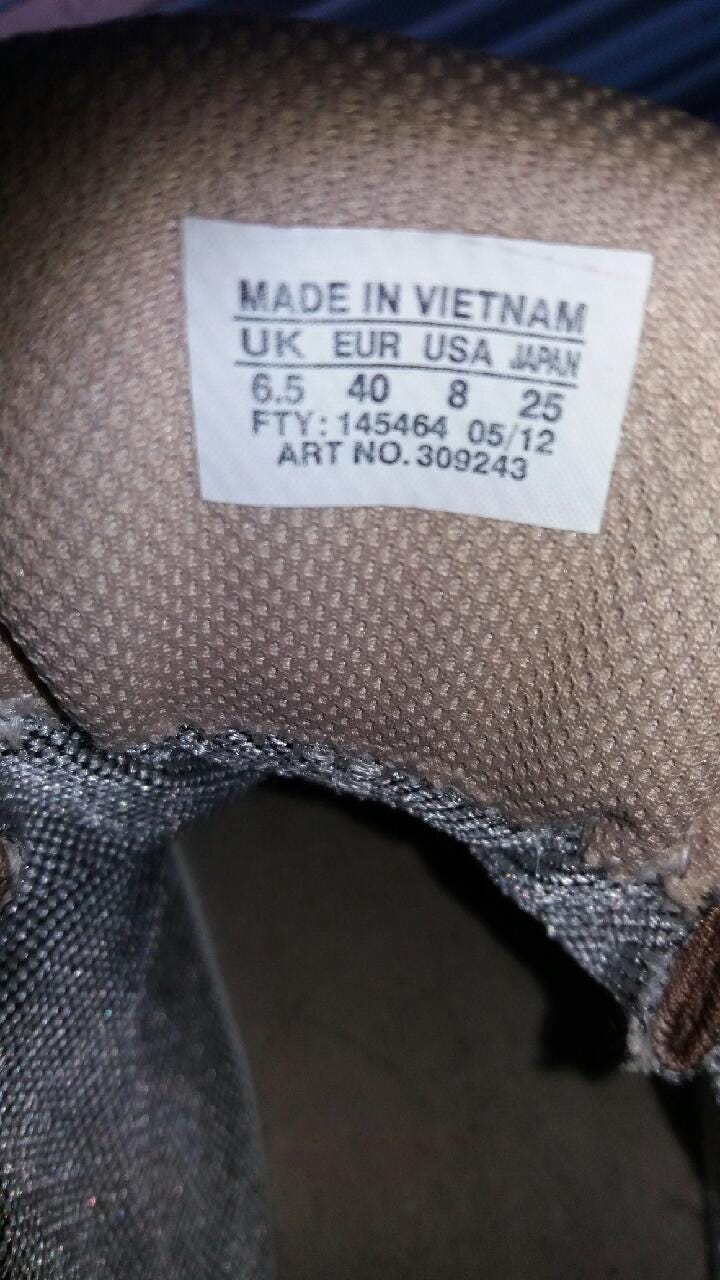 MADE IN VIETNAM
UK EUR USA JAPAN
6.5 40 8 25
FTY: 145464 05/12
ART NO. 309243